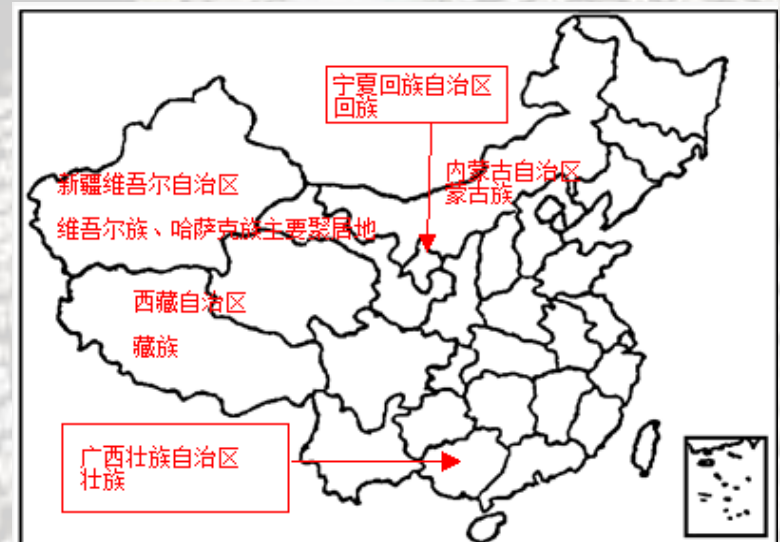 宁夏回族自治区
回族
内蒙古自治区
蒙古族
新疆维吾尔自治区
维吾尔族、哈萨克族主要聚居地
西藏自治区
藏族
广西壮族自治区
壮族